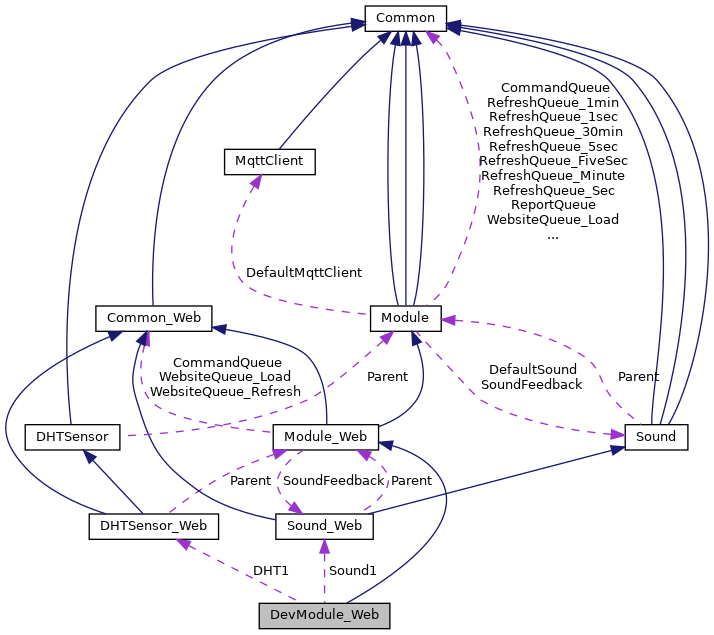 Common
CommandQueue
RefreshQueue_1min
RefreshQueue_1sec
RefreshQueue_30min
RefreshQueue_5sec
RefreshQueue_FiveSec
RefreshQueue_Minute
RefreshQueue_Sec
ReportQueue
WebsiteQueue_Load
...
MqttClient
DefaultMqttClient
Common_Web
Module
CommandQueue
WebsiteQueue_Load
WebsiteQueue_Refresh
Parent
DefaultSound
SoundFeedback
Parent
DHTSensor
Module_Web
Sound
Parent
SoundFeedback
Parent
DHTSensor_Web
Sound_Web
DHT1
Sound1
DevModule_Web